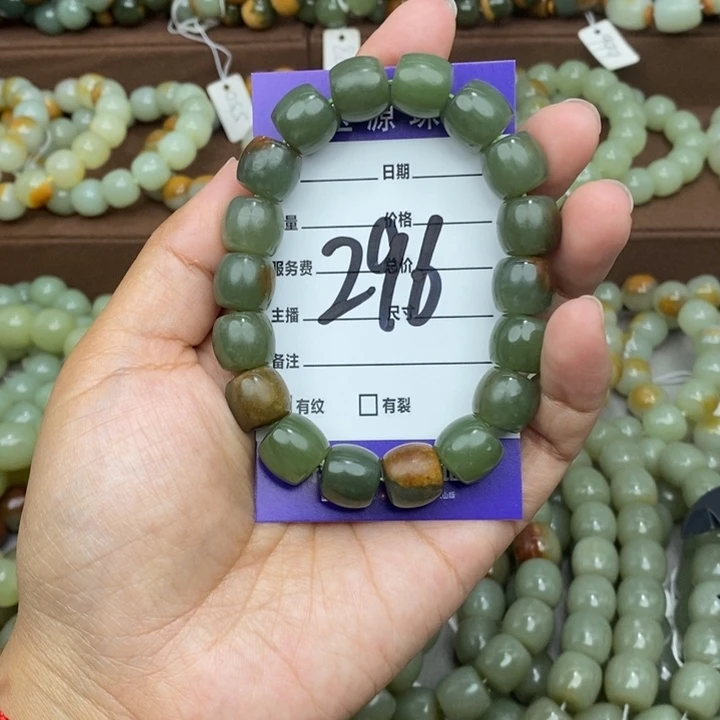 源
日期
量 价格
296
服务费 总价
主播 尺寸
备注
有纹 有裂